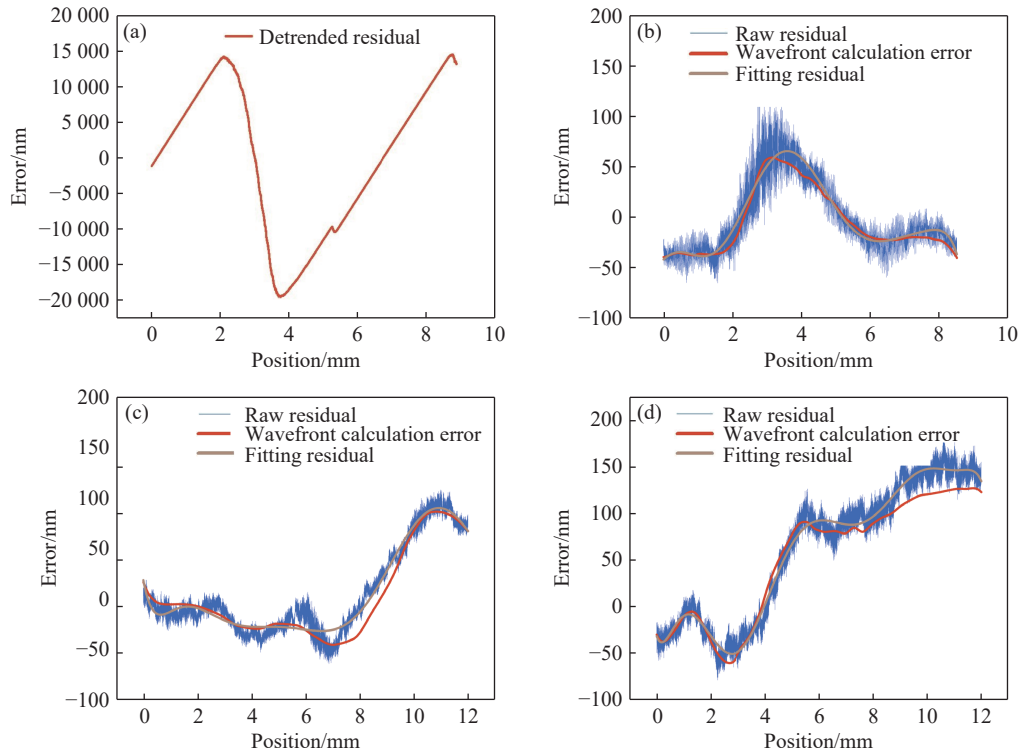 (a)
Detrended residual
20 000
15 000
10 000
5 000
0
−5 000
−10 000
−15 000
−20 000
Error/nm
0 2 4 6 8 10
Position/mm
(b)
Raw residual
Wavefront calculation error
Fitting residual
200
150
100
50
0
−50
−100
Error/nm
0 2 4 6 8 10
Position/mm
(c)
Raw residual
Wavefront calculation error
Fitting residual
200
150
100
50
0
−50
−100
Error/nm
0 2 4 6 8 10 12
Position/mm
(d)
Raw residual
Wavefront calculation error
Fitting residual
200
150
100
50
0
−50
−100
Error/nm
0 2 4 6 8 10 12
Position/mm